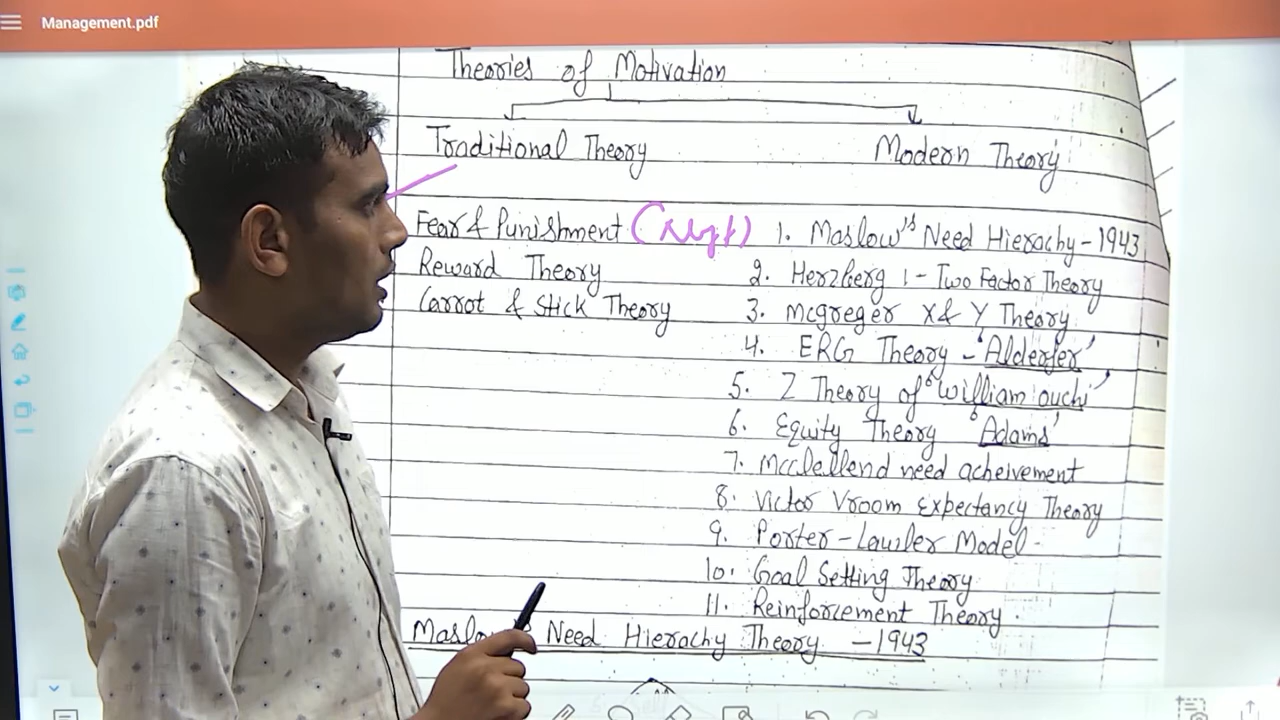 Management.pdf
Theories of Motivation
Traditional Theory
Modern Theory
Fear & Punishment
Reward Theory
Carrot & Stick Theory
1. Maslow's Need Hierachy - 1943
2. Herzberg :- Two Factor Theory
3. Mcgreger X & Y Theory
4. ERG Theory - 'Alderfer'
5. Z Theory of 'William ouchi'
6. Equity Theory 'Adams'
7. Mcclellend need acheivement
8. Victor Vroom Expectancy Theory
9. Porter - Lawler Model -
10. Goal Setting Theory
11. Reinforcement Theory.
Need Hierachy Theory - 1943